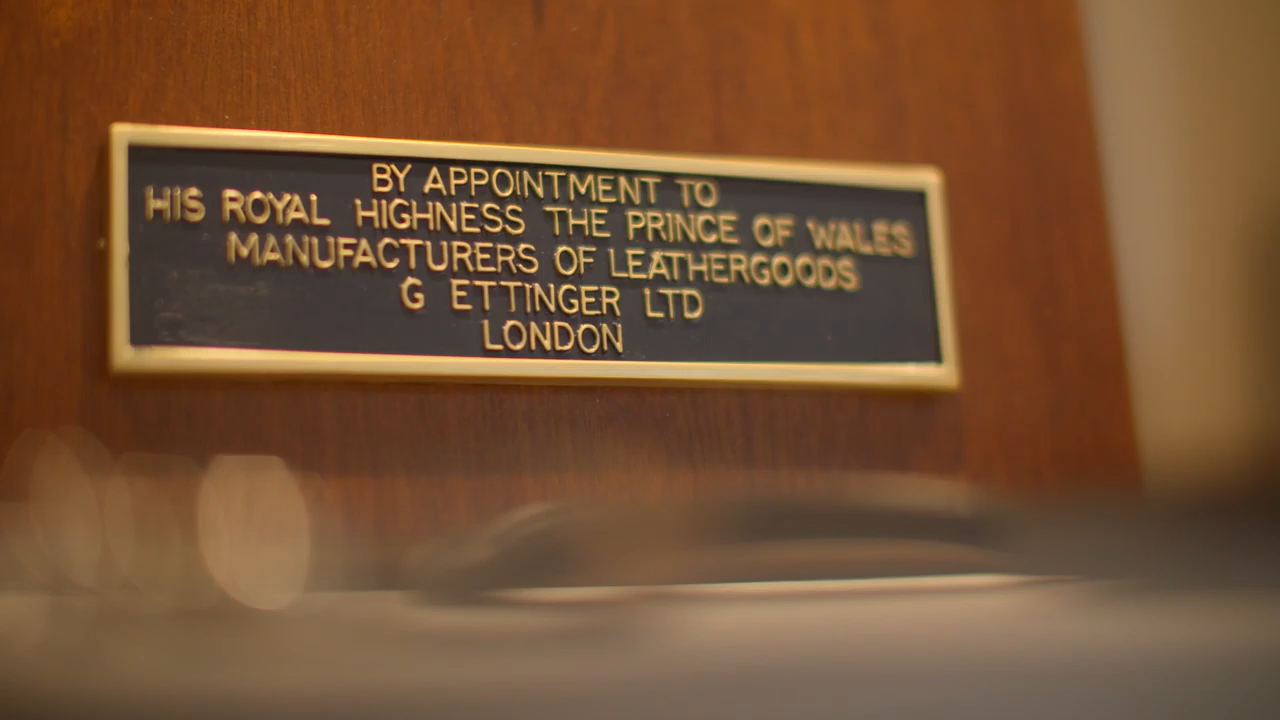 BY APPOINTMENT TO
HIS ROYAL HIGHNESS THE PRINCE OF WALES
MANUFACTURERS OF LEATHERGOODS
G ETTINGER LTD
LONDON